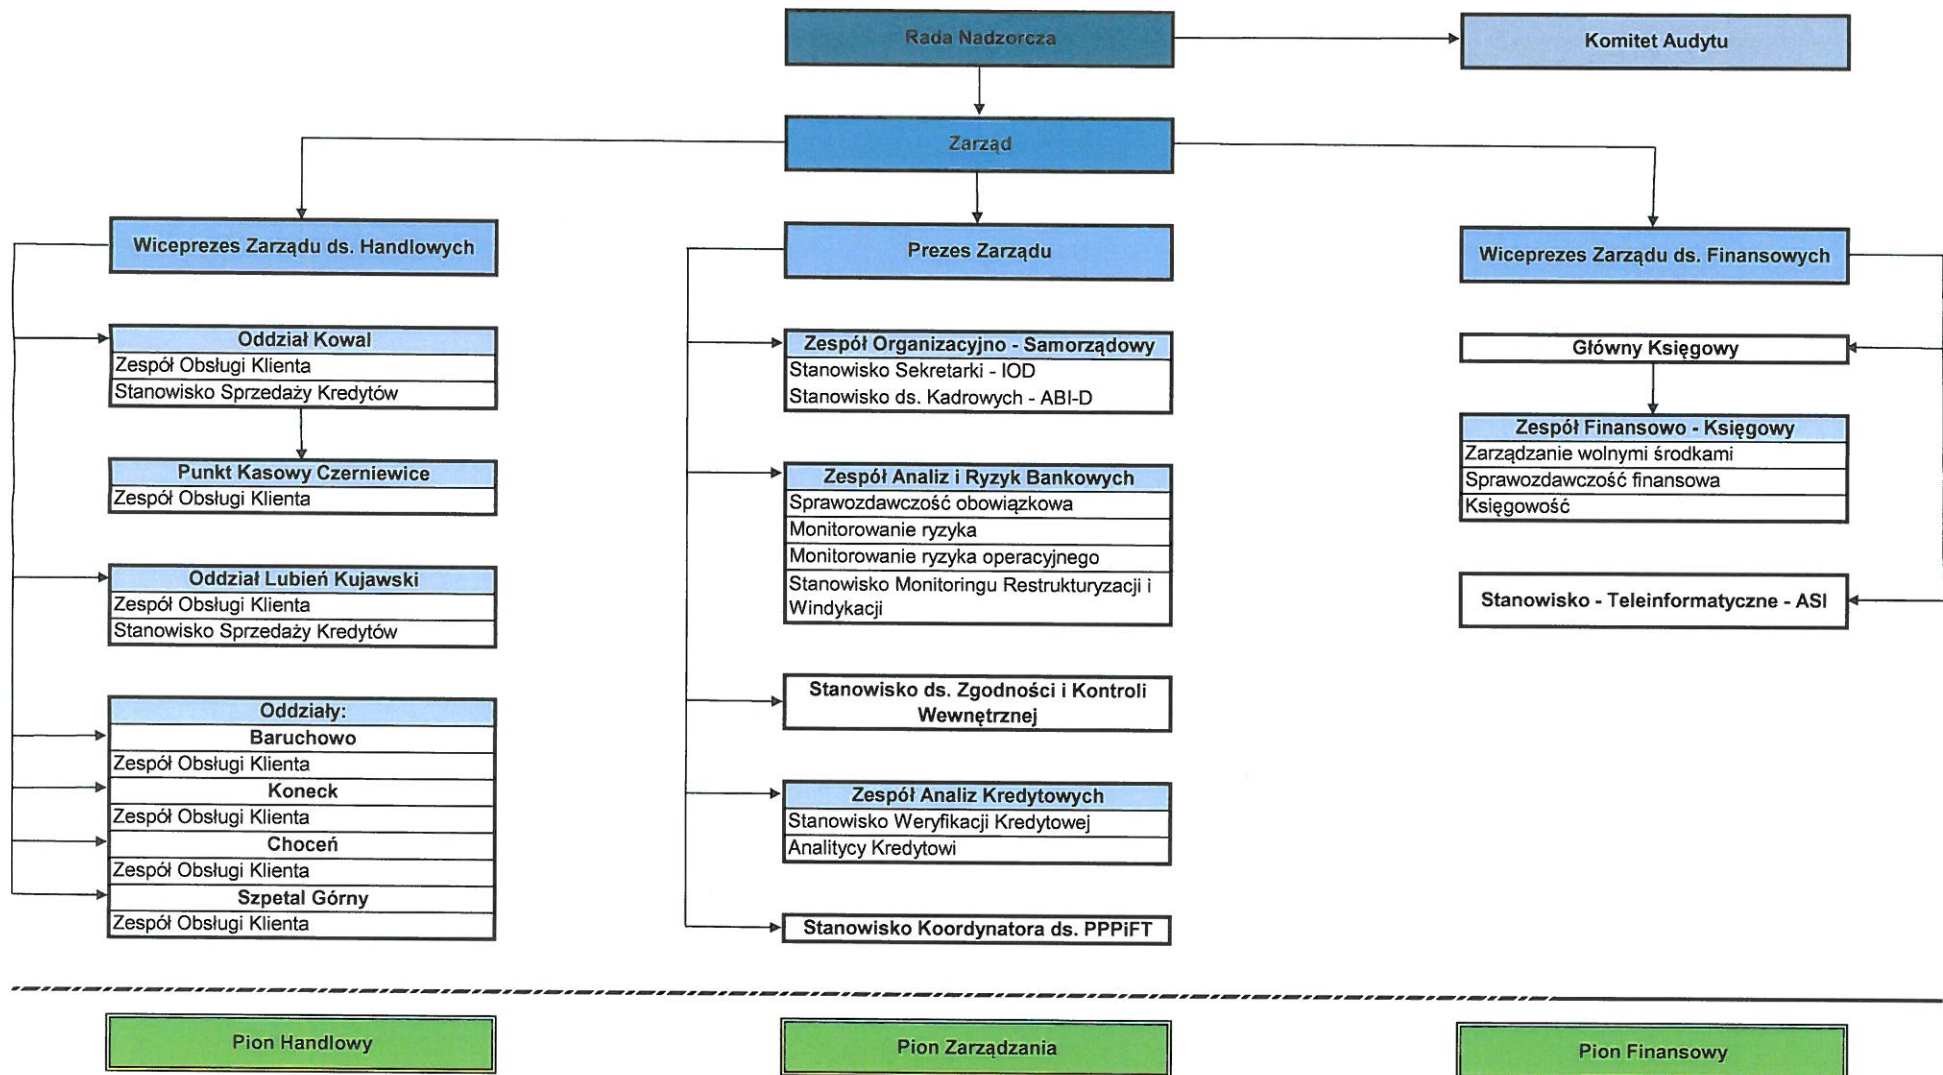 Rada Nadzorcza
Komitet Audytu
Zarząd
Wiceprezes Zarządu ds. Handlowych
Prezes Zarządu
Wiceprezes Zarządu ds. Finansowych
Oddział Kowal
Zespół Obsługi Klienta
Stanowisko Sprzedaży Kredytów
Punkt Kasowy Czerniewice
Zespół Obsługi Klienta
Oddział Lubień Kujawski
Zespół Obsługi Klienta
Stanowisko Sprzedaży Kredytów
Oddziały:
Baruchowo
Zespół Obsługi Klienta
Koneck
Zespół Obsługi Klienta
Choceń
Zespół Obsługi Klienta
Szpetal Górny
Zespół Obsługi Klienta
Zespół Organizacyjno - Samorządowy
Stanowisko Sekretarki - IOD
Stanowisko ds. Kadrowych - ABI-D
Zespół Analiz i Ryzyk Bankowych
Sprawozdawczość obowiązkowa
Monitorowanie ryzyka
Monitorowanie ryzyka operacyjnego
Stanowisko Monitoringu Restrukturyzacji i
Windykacji
Stanowisko ds. Zgodności i Kontroli
Wewnętrznej
Zespół Analiz Kredytowych
Stanowisko Weryfikacji Kredytowej
Analitycy Kredytowi
Stanowisko Koordynatora ds. PPPiFT
Główny Księgowy
Zespół Finansowo - Księgowy
Zarządzanie wolnymi środkami
Sprawozdawczość finansowa
Księgowość
Stanowisko - Teleinformatyczne - ASI
Pion Handlowy
Pion Zarządzania
Pion Finansowy